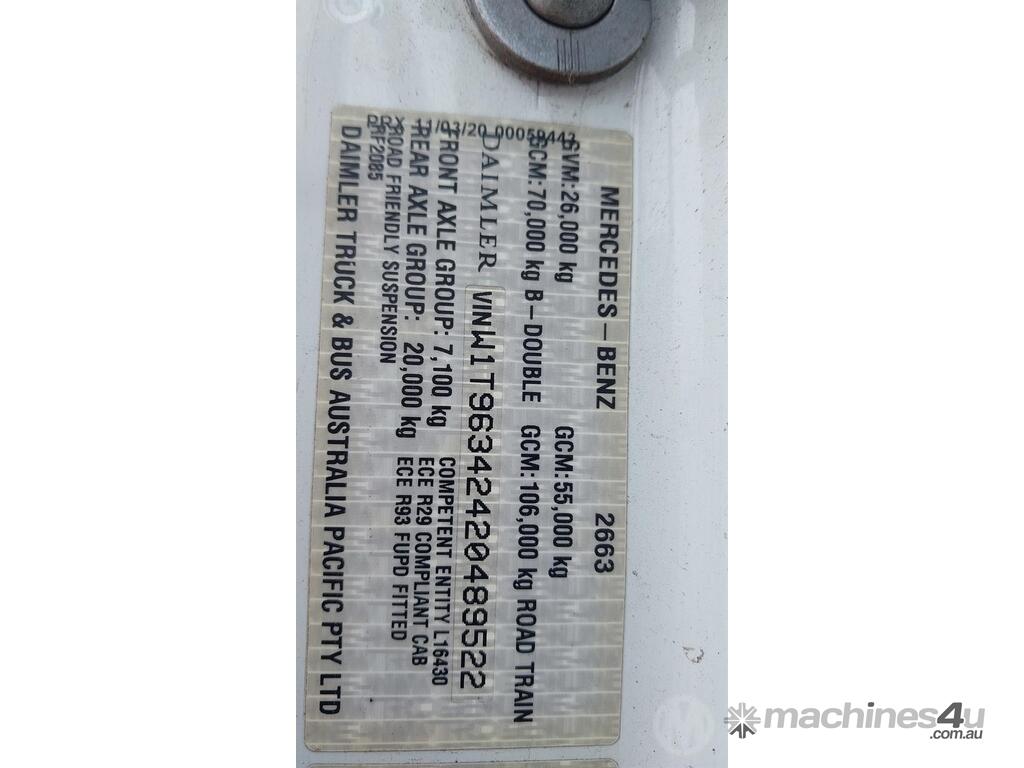 MERCEDES-BENZ 2663
GVM:26,000 kg GCM:55,000 kg
GCM:70,000 kg B-DOUBLE GCM:106,000 kg ROAD TRAIN
DAIMLER VINW1T96342420489522
FRONT AXLE GROUP: 7,100 kg COMPETENT ENTITY L16430
REAR AXLE GROUP: 20,000 kg ECE R29 COMPLIANT CAB
ROAD FRIENDLY SUSPENSION ECE R93 FUPD FITTED
DAIMLER TRUCK & BUS AUSTRALIA PACIFIC PTY LTD
machines4u
.com.au